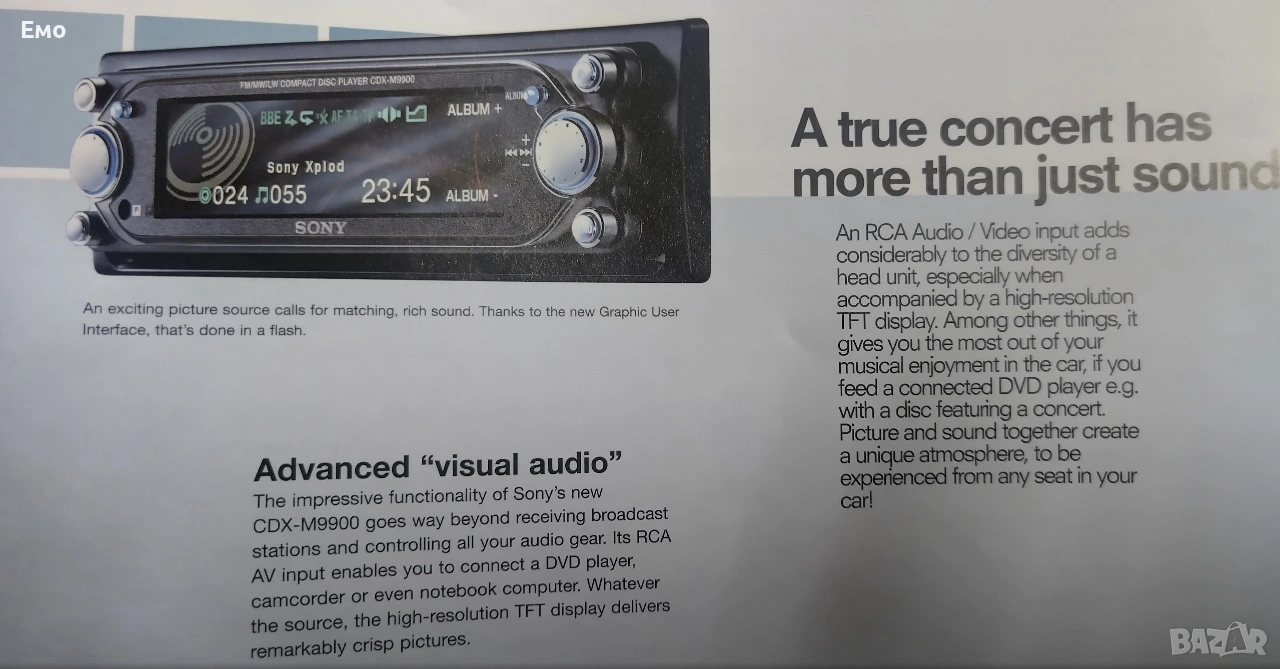 Емо
FM/MW/LW COMPACT DISC PLAYER CDX-M9900
BBE AF TA TP
ALBUM +
ALBUM
Sony Xplod
024 055
23:45
ALBUM -
SONY
An exciting picture source calls for matching, rich sound. Thanks to the new Graphic User
Interface, that's done in a flash.
Advanced “visual audio”
The impressive functionality of Sony's new
CDX-M9900 goes way beyond receiving broadcast
stations and controlling all your audio gear. Its RCA
AV input enables you to connect a DVD player,
camcorder or even notebook computer. Whatever
the source, the high-resolution TFT display delivers
remarkably crisp pictures.
A true concert has
more than just sound
An RCA Audio / Video input adds
considerably to the diversity of a
head unit, especially when
accompanied by a high-resolution
TFT display. Among other things, it
gives you the most out of your
musical enjoyment in the car, if you
feed a connected DVD player e.g.
with a disc featuring a concert.
Picture and sound together create
a unique atmosphere, to be
experienced from any seat in your
car!
BAZAR